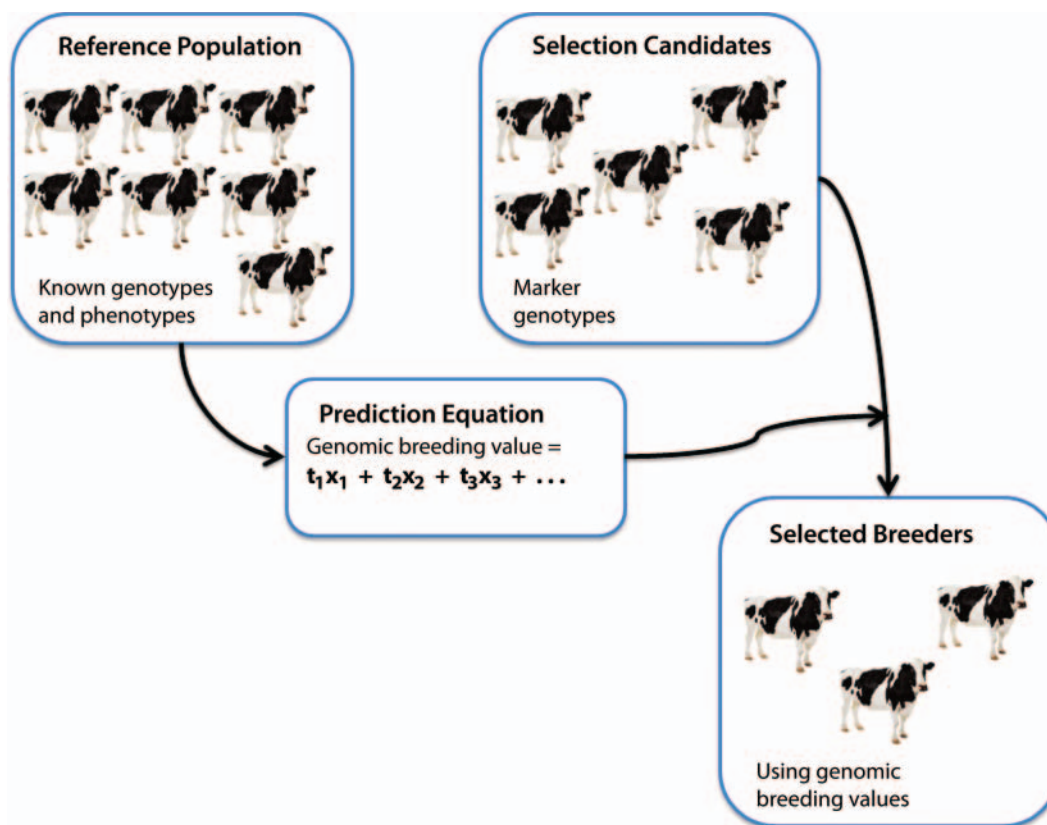 Reference Population
Known genotypes
and phenotypes
Selection Candidates
Marker
genotypes
Prediction Equation
Genomic breeding value =
t₁x₁ + t₂x₂ + t₃x₃ + ...
Selected Breeders
Using genomic
breeding values